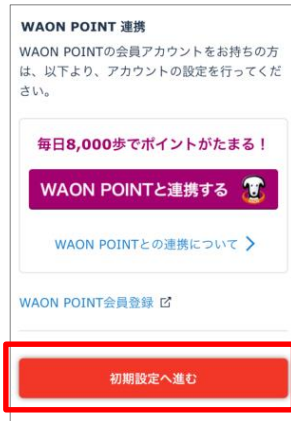 WAON POINT 連携
WAON POINTの会員アカウントをお持ちの方
は、以下より、アカウントの設定を行ってくだ
さい。
毎日8,000歩でポイントがたまる！
WAON POINTと連携する
WAON POINTとの連携について
WAON POINT会員登録
初期設定へ進む